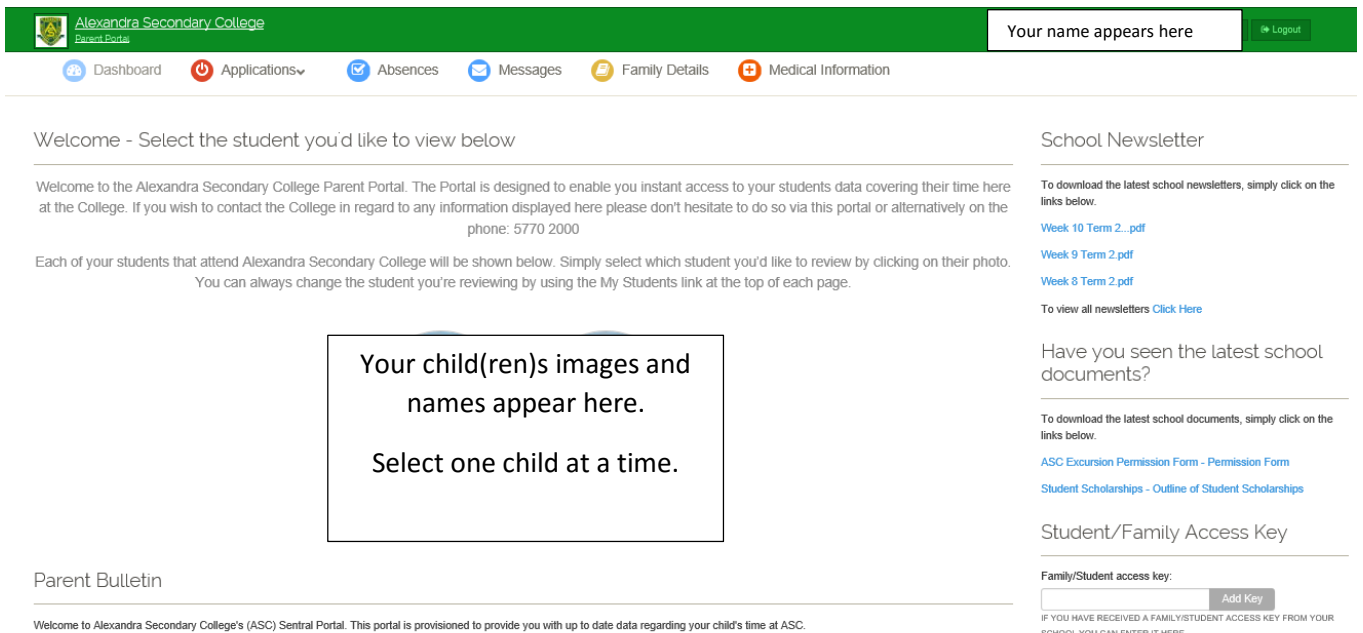 Alexandra Secondary College
Parent Portal
Your name appears here
Logout
Dashboard
Applications
Absences
Messages
Family Details
Medical Information
Welcome - Select the student you'd like to view below
Welcome to the Alexandra Secondary College Parent Portal. The Portal is designed to enable you instant access to your students data covering their time here
at the College. If you wish to contact the College in regard to any information displayed here please don't hesitate to do so via this portal or alternatively on the
phone: 5770 2000
Each of your students that attend Alexandra Secondary College will be shown below. Simply select which student you'd like to review by clicking on their photo.
You can always change the student you're reviewing by using the My Students link at the top of each page.
Your child(ren)s images and
names appear here.
Select one child at a time.
Parent Bulletin
Welcome to Alexandra Secondary College's (ASC) Sentral Portal. This portal is provisioned to provide you with up to date data regarding your child's time at ASC.
School Newsletter
To download the latest school newsletters, simply click on the
links below.
Week 10 Term 2...pdf
Week 9 Term 2.pdf
Week 8 Term 2.pdf
To view all newsletters Click Here
Have you seen the latest school
documents?
To download the latest school documents, simply click on the
links below.
ASC Excursion Permission Form - Permission Form
Student Scholarships - Outline of Student Scholarships
Student/Family Access Key
Family/Student access key:
Add Key
IF YOU HAVE RECEIVED A FAMILY/STUDENT ACCESS KEY FROM YOUR
SCHOOL YOU CAN ENTER IT HERE